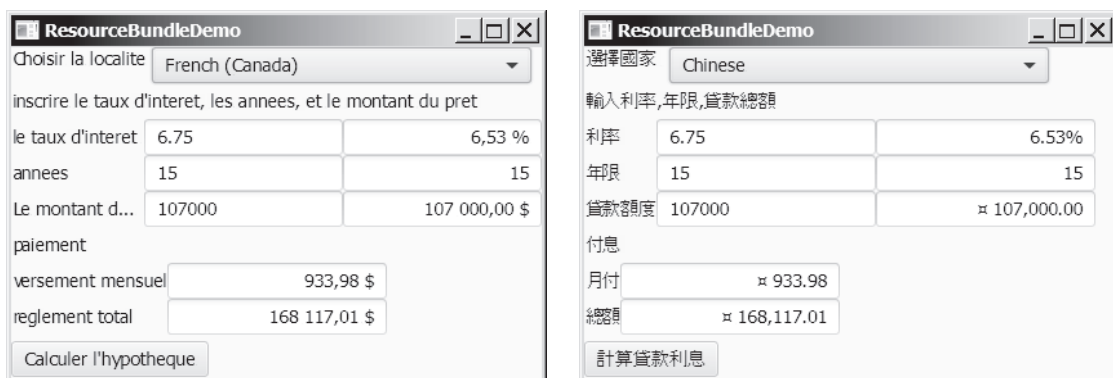 ResourceBundleDemo
Choisir la localite French (Canada)
inscrire le taux d'interet, les annees, et le montant du pret
le taux d'interet 6.75 6,53 %
annees 15 15
Le montant d... 107000 107 000,00 $
paiement
versement mensuel 933,98 $
reglement total 168 117,01 $
Calculer l'hypotheque
ResourceBundleDemo
選擇國家 Chinese
輸入利率,年限,貸款總額
利率 6.75 6.53%
年限 15 15
貸款額度 107000 ¤ 107,000.00
付息
月付 ¤ 933.98
總額 ¤ 168,117.01
計算貸款利息